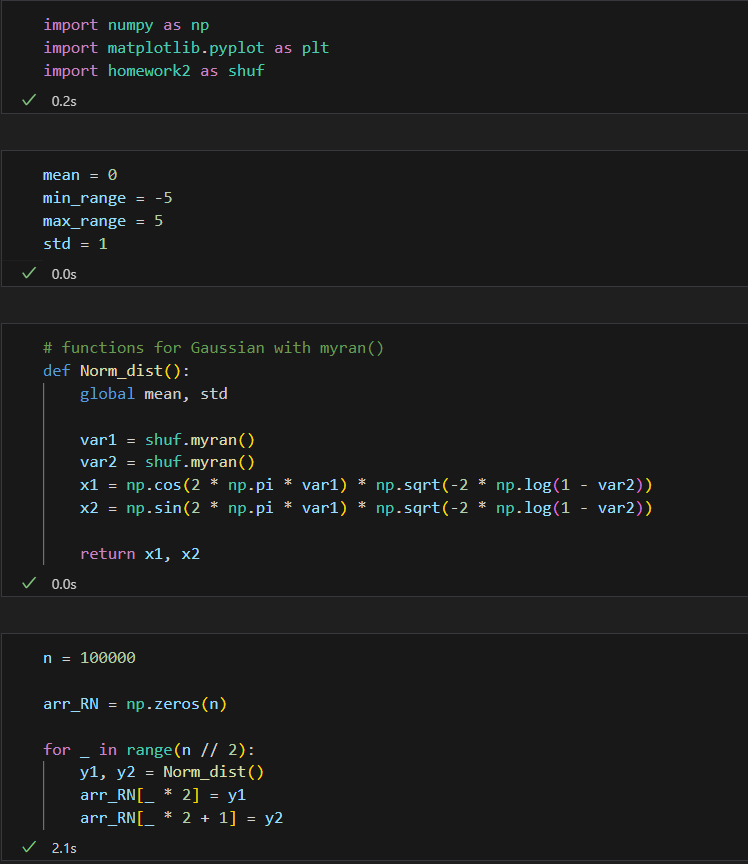 import numpy as np
import matplotlib.pyplot as plt
import homework2 as shuf
0.2s
mean = 0
min_range = -5
max_range = 5
std = 1
0.0s
# functions for Gaussian with myran()
def Norm_dist():
    global mean, std
    var1 = shuf.myran()
    var2 = shuf.myran()
    x1 = np.cos(2 * np.pi * var1) * np.sqrt(-2 * np.log(1 - var2))
    x2 = np.sin(2 * np.pi * var1) * np.sqrt(-2 * np.log(1 - var2))
    return x1, x2
0.0s
n = 100000
arr_RN = np.zeros(n)
for _ in range(n // 2):
    y1, y2 = Norm_dist()
    arr_RN[_ * 2] = y1
    arr_RN[_ * 2 + 1] = y2
2.1s